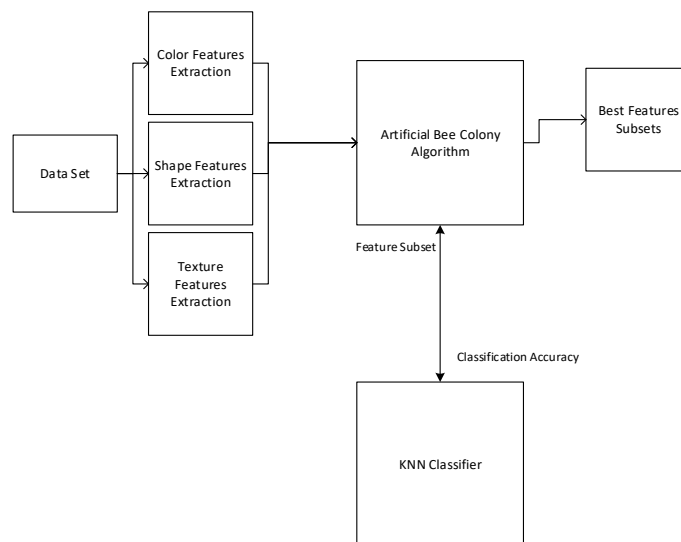 Color Features
Extraction
Data Set
Shape Features
Extraction
Texture
Features
Extraction
Artificial Bee Colony
Algorithm
Best Features
Subsets
Feature Subset
Classification Accuracy
KNN Classifier